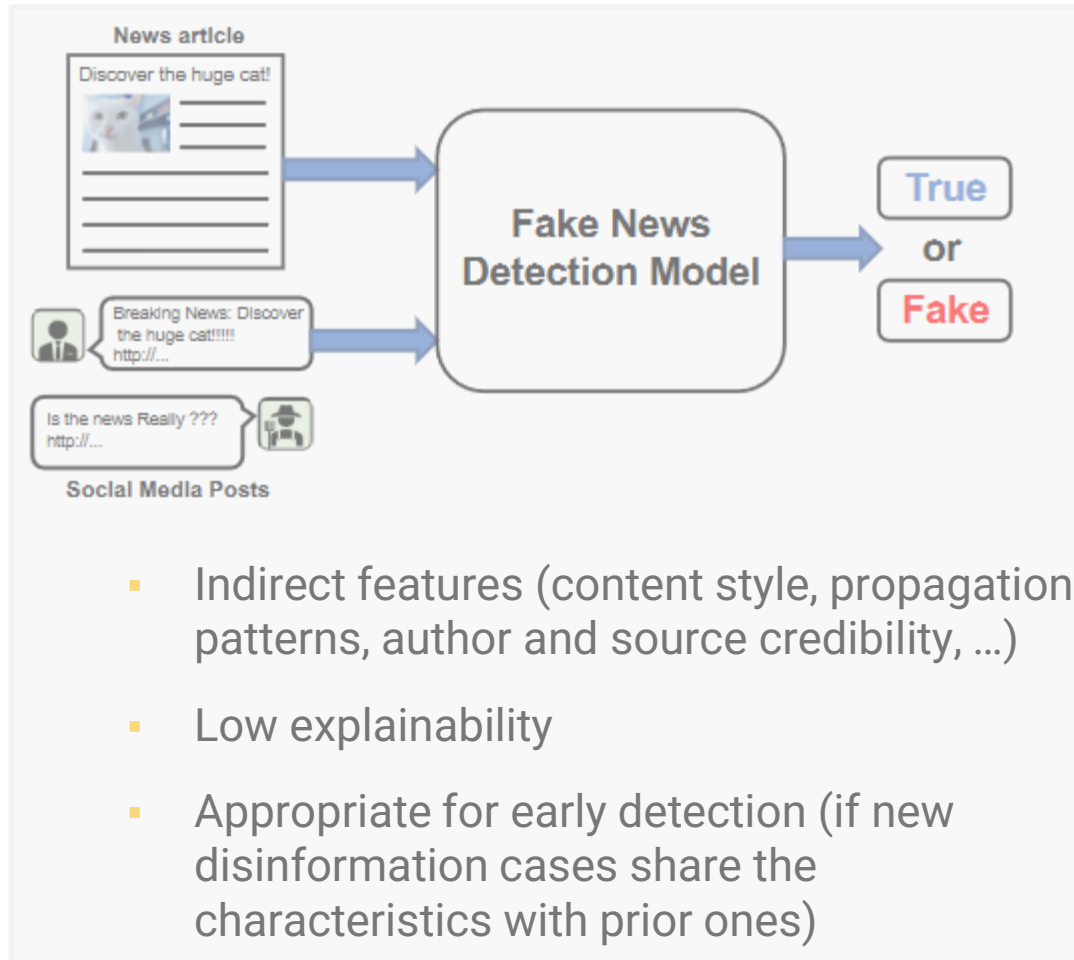 News article
Discover the huge cat!
Breaking News: Discover
the huge cat!!!!!
http://...
Is the news Really ???
http://...
Social Media Posts
Fake News
Detection Model
True
or
Fake
Indirect features (content style, propagation
patterns, author and source credibility, …)
Low explainability
Appropriate for early detection (if new
disinformation cases share the
characteristics with prior ones)